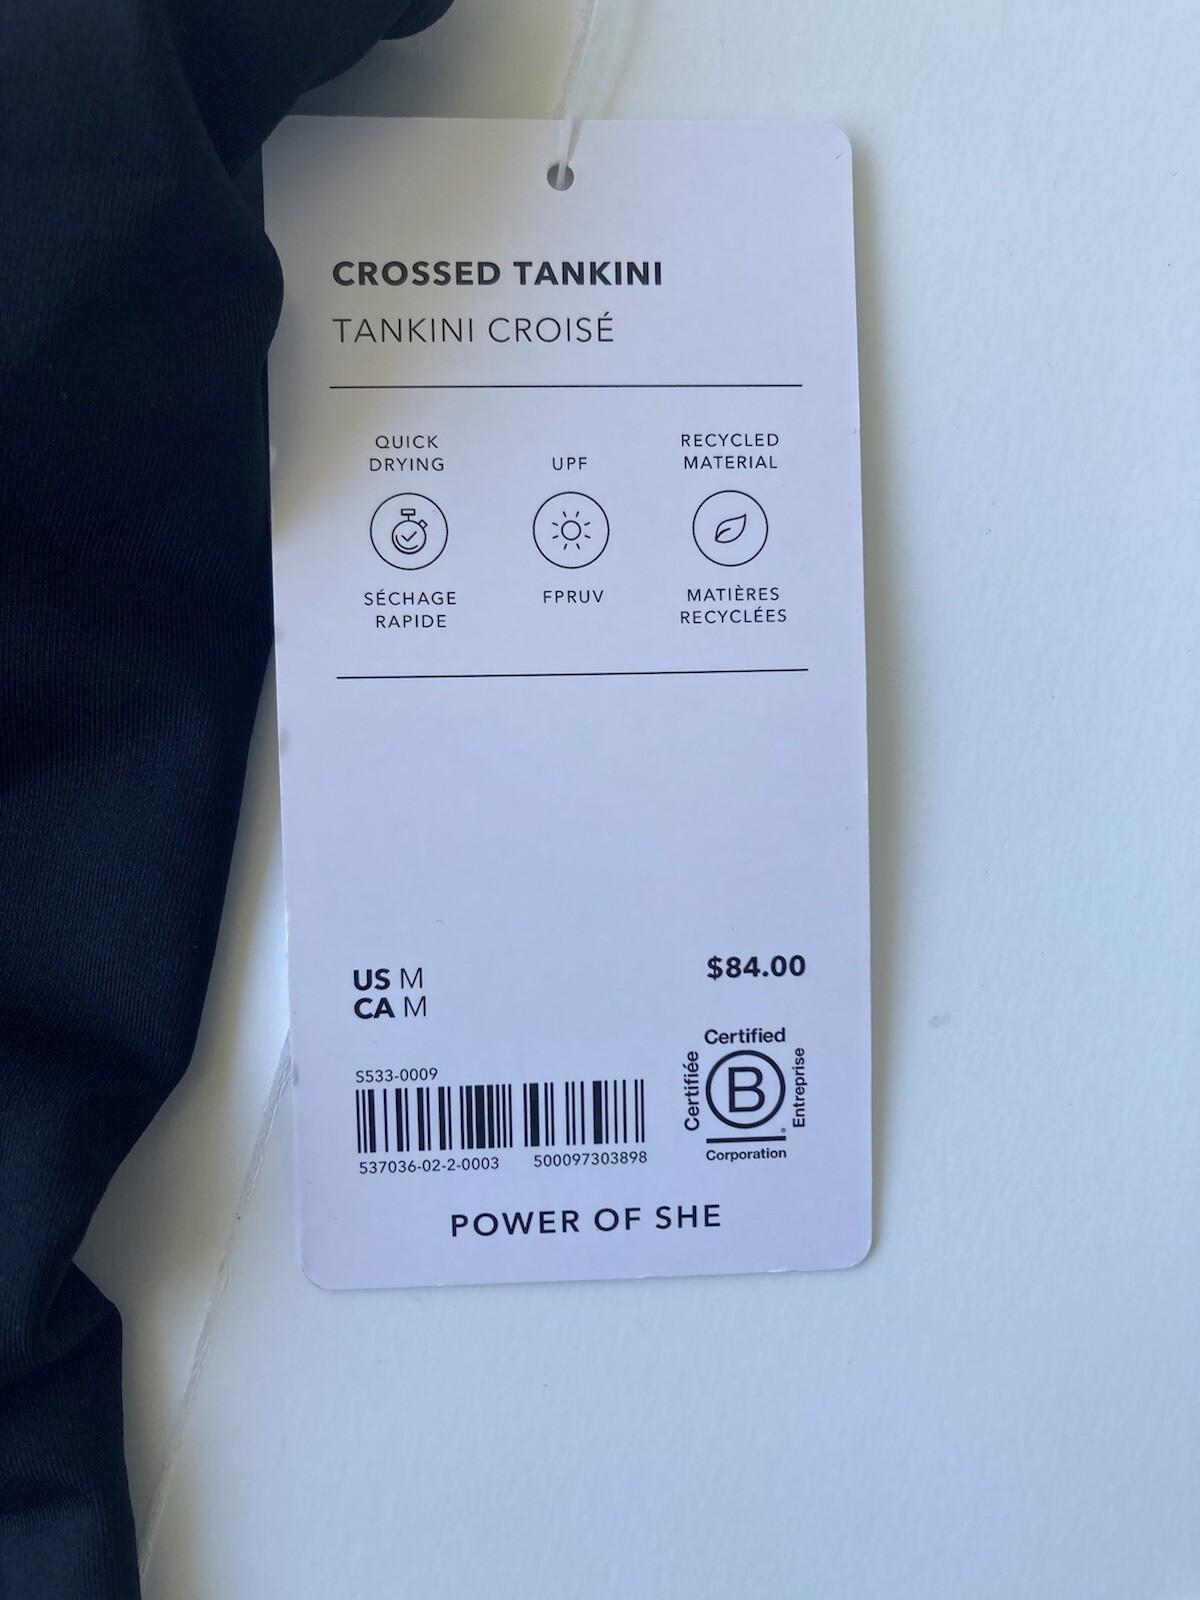 CROSSED TANKINI
TANKINI CROISÉ
QUICK
DRYING
UPF
RECYCLED
MATERIAL
SÉCHAGE
RAPIDE
FPRUV
MATIÈRES
RECYCLÉES
US M
CA M
$84.00
S533-0009
537036-02-2-0003 500097303898
Certified
Certifiée
B
Entreprise
Corporation
POWER OF SHE